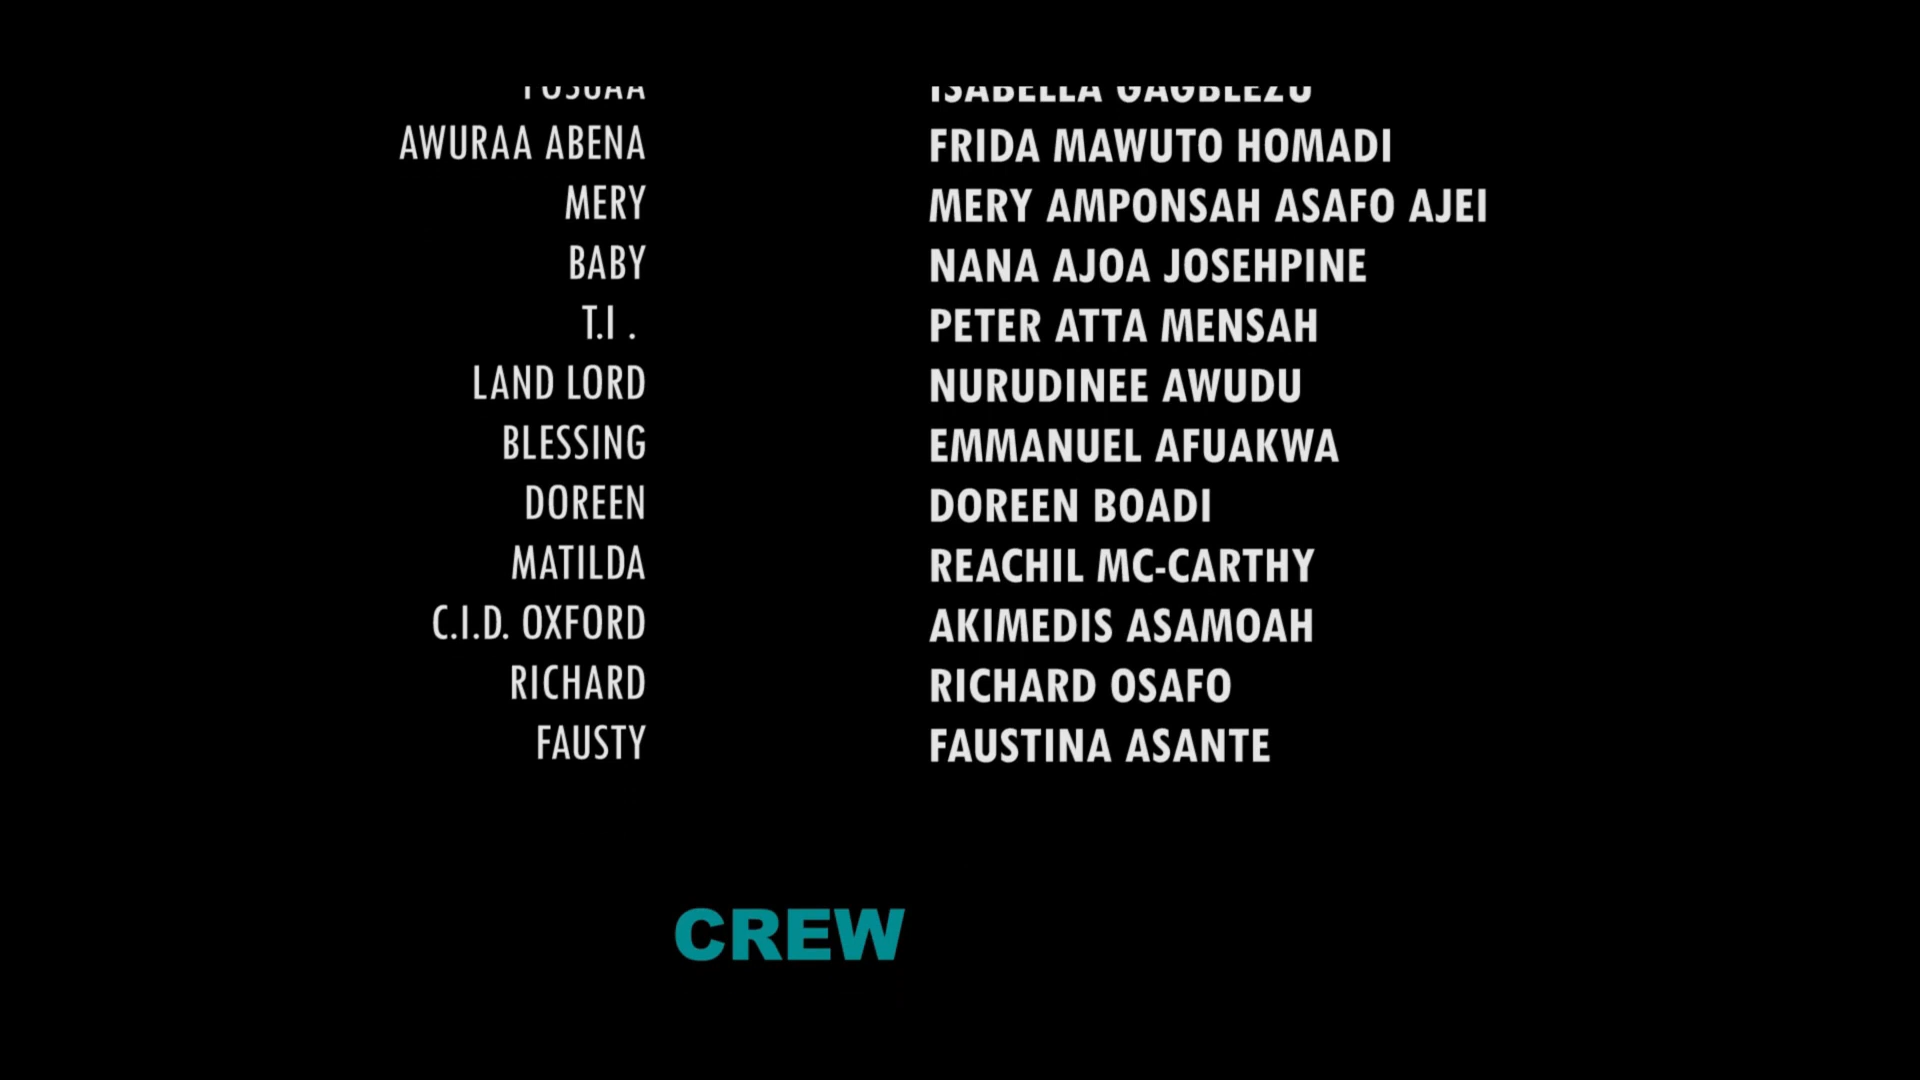 ISABELLA GAGBLEZU
AWURAA ABENA FRIDA MAWUTO HOMADI
MERY MERY AMPONSAH ASAFO AJEI
BABY NANA AJOA JOSEHPINE
T.I . PETER ATTA MENSAH
LAND LORD NURUDINEE AWUDU
BLESSING EMMANUEL AFUAKWA
DOREEN DOREEN BOADI
MATILDA REACHIL MC-CARTHY
C.I.D. OXFORD AKIMEDIS ASAMOAH
RICHARD RICHARD OSAFO
FAUSTY FAUSTINA ASANTE
CREW